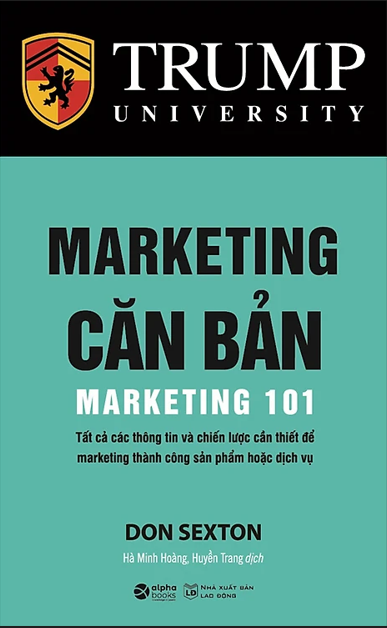 TRUMP
UNIVERSITY
MARKETING
CĂN BẢN
MARKETING 101
Tất cả các thông tin và chiến lược cần thiết để
marketing thành công sản phẩm hoặc dịch vụ
DON SEXTON
Hà Minh Hoàng, Huyền Trang dịch
alpha books
LĐ NHÀ XUẤT BẢN
LAO ĐỘNG